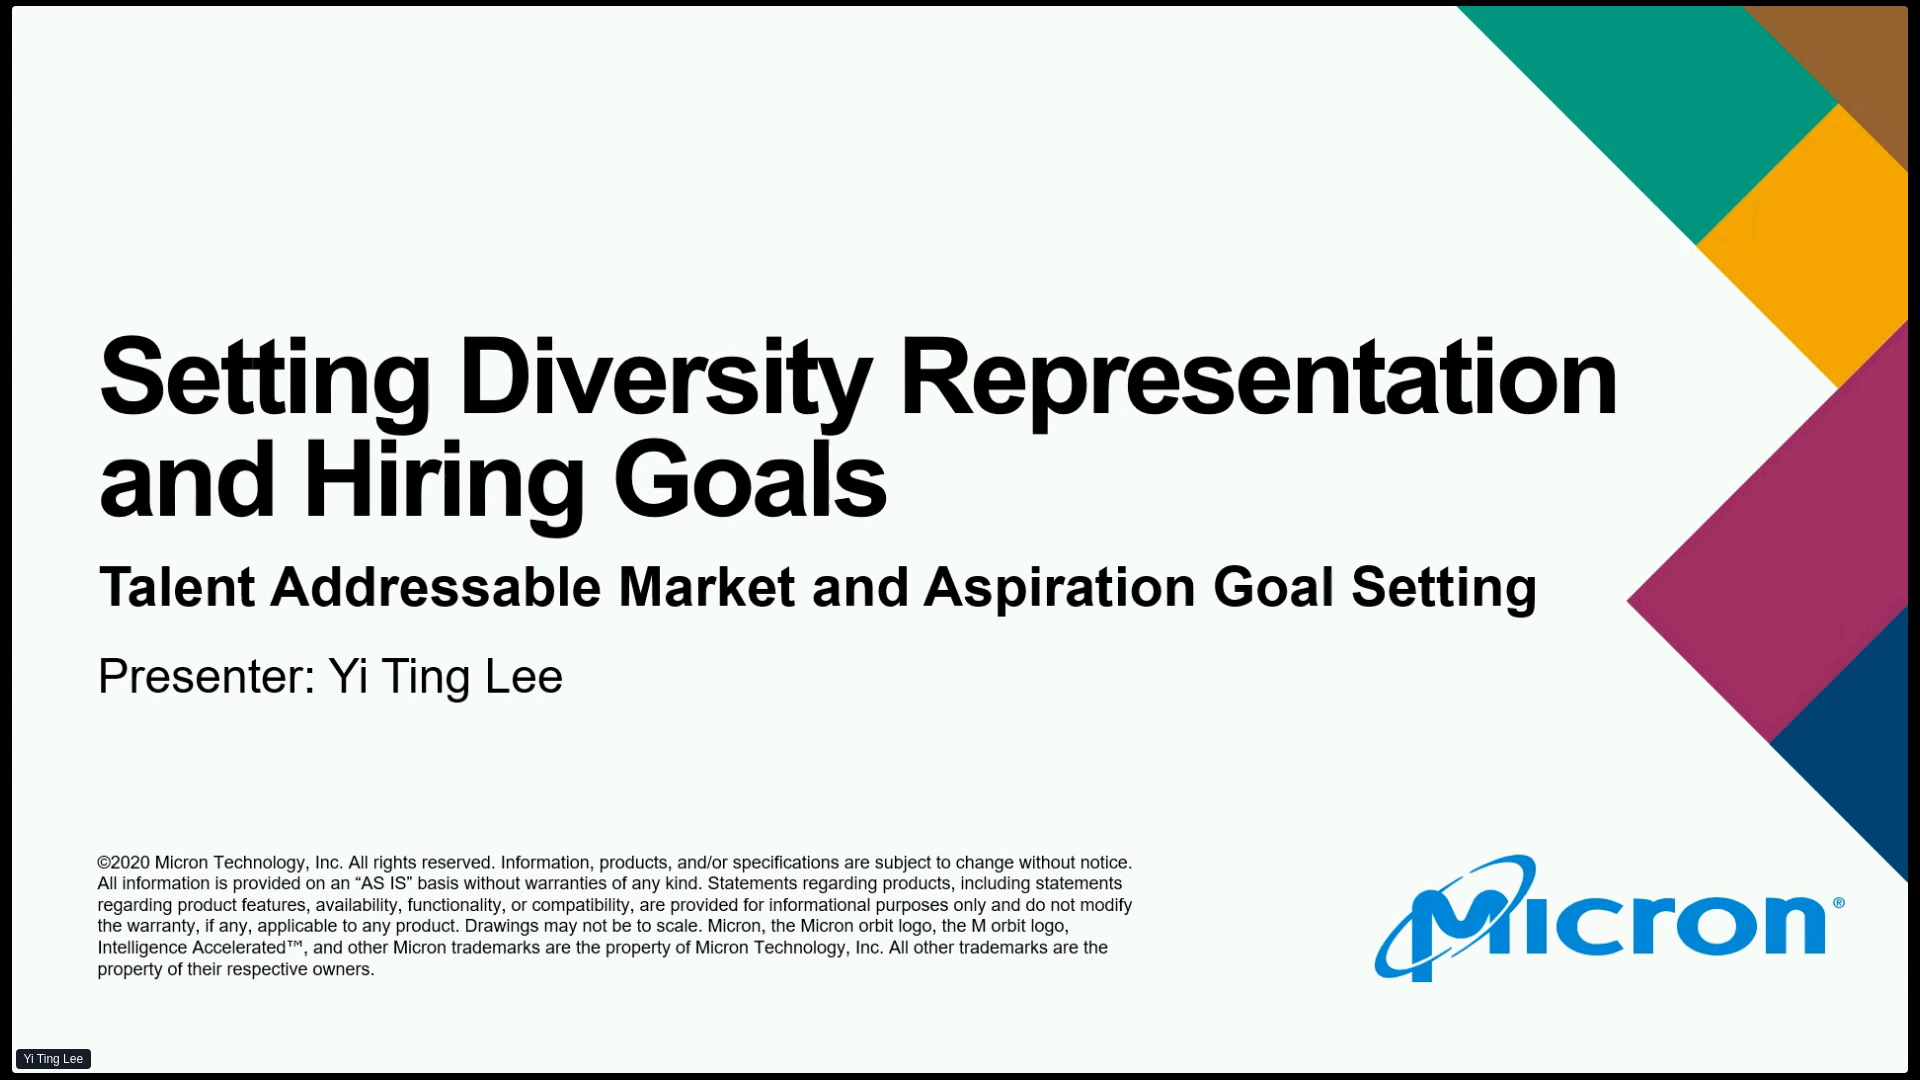 Setting Diversity Representation
and Hiring Goals
Talent Addressable Market and Aspiration Goal Setting
Presenter: Yi Ting Lee
©2020 Micron Technology, Inc. All rights reserved. Information, products, and/or specifications are subject to change without notice.
All information is provided on an “AS IS” basis without warranties of any kind. Statements regarding products, including statements
regarding product features, availability, functionality, or compatibility, are provided for informational purposes only and do not modify
the warranty, if any, applicable to any product. Drawings may not be to scale. Micron, the Micron orbit logo, the M orbit logo,
Intelligence Accelerated™, and other Micron trademarks are the property of Micron Technology, Inc. All other trademarks are the
property of their respective owners.
Micron®
Yi Ting Lee